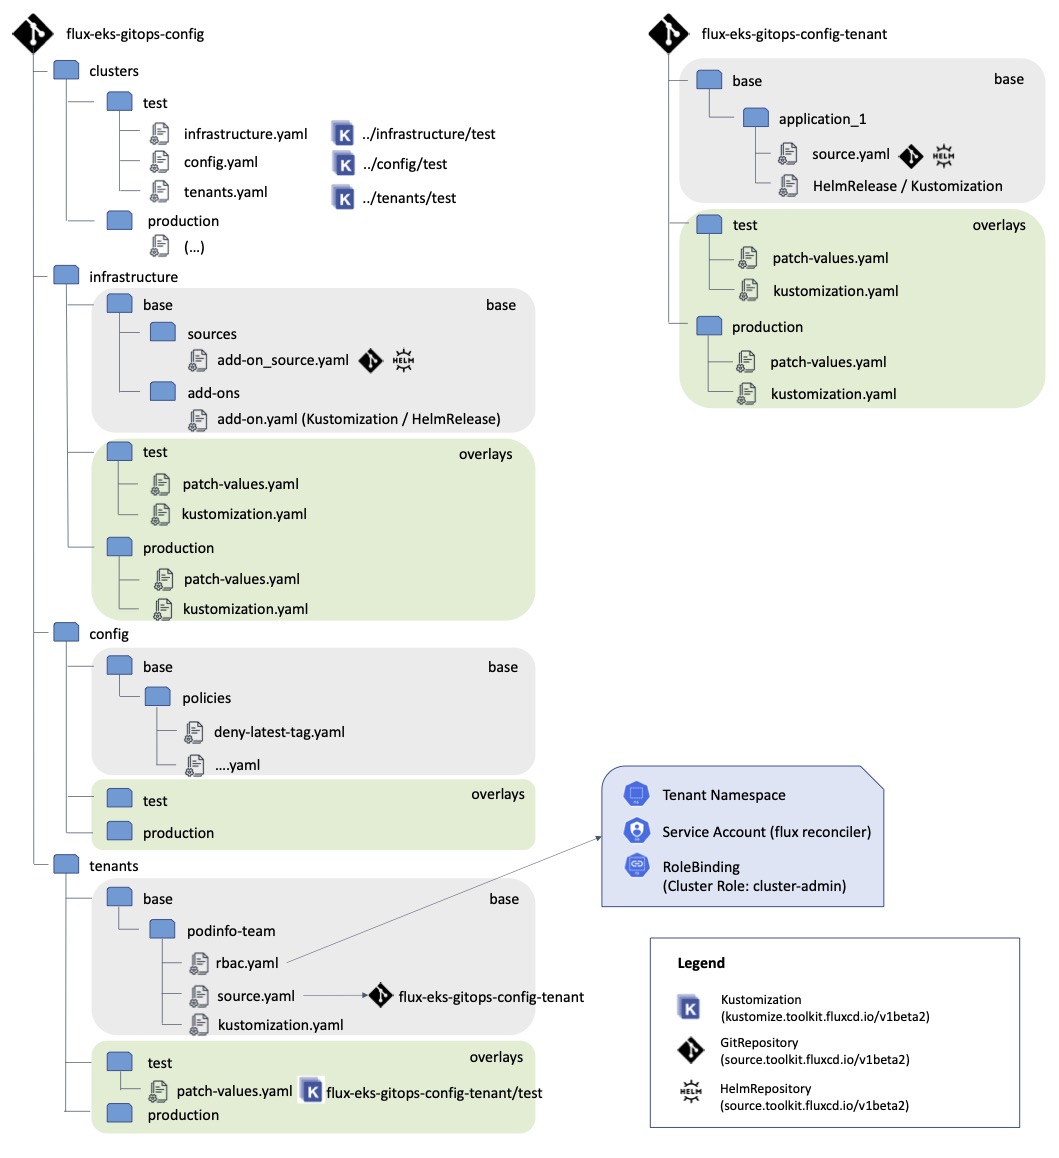 flux-eks-gitops-config
clusters
test
infrastructure.yaml
K ../infrastructure/test
config.yaml
K ../config/test
tenants.yaml
K ../tenants/test
production
(...)
infrastructure
base
base
sources
add-on_source.yaml
HELM
add-ons
add-on.yaml (Kustomization / HelmRelease)
test
overlays
patch-values.yaml
kustomization.yaml
production
patch-values.yaml
kustomization.yaml
config
base
base
policies
deny-latest-tag.yaml
....yaml
test
overlays
production
tenants
base
base
podinfo-team
rbac.yaml
source.yaml
flux-eks-gitops-config-tenant
kustomization.yaml
test
overlays
patch-values.yaml
K flux-eks-gitops-config-tenant/test
production
flux-eks-gitops-config-tenant
base
base
application_1
source.yaml
HELM
HelmRelease / Kustomization
test
overlays
patch-values.yaml
kustomization.yaml
production
patch-values.yaml
kustomization.yaml
Tenant Namespace
Service Account (flux reconciler)
RoleBinding
(Cluster Role: cluster-admin)
Legend
K
Kustomization
(kustomize.toolkit.fluxcd.io/v1beta2)
GitRepository
(source.toolkit.fluxcd.io/v1beta2)
HELM
HelmRepository
(source.toolkit.fluxcd.io/v1beta2)